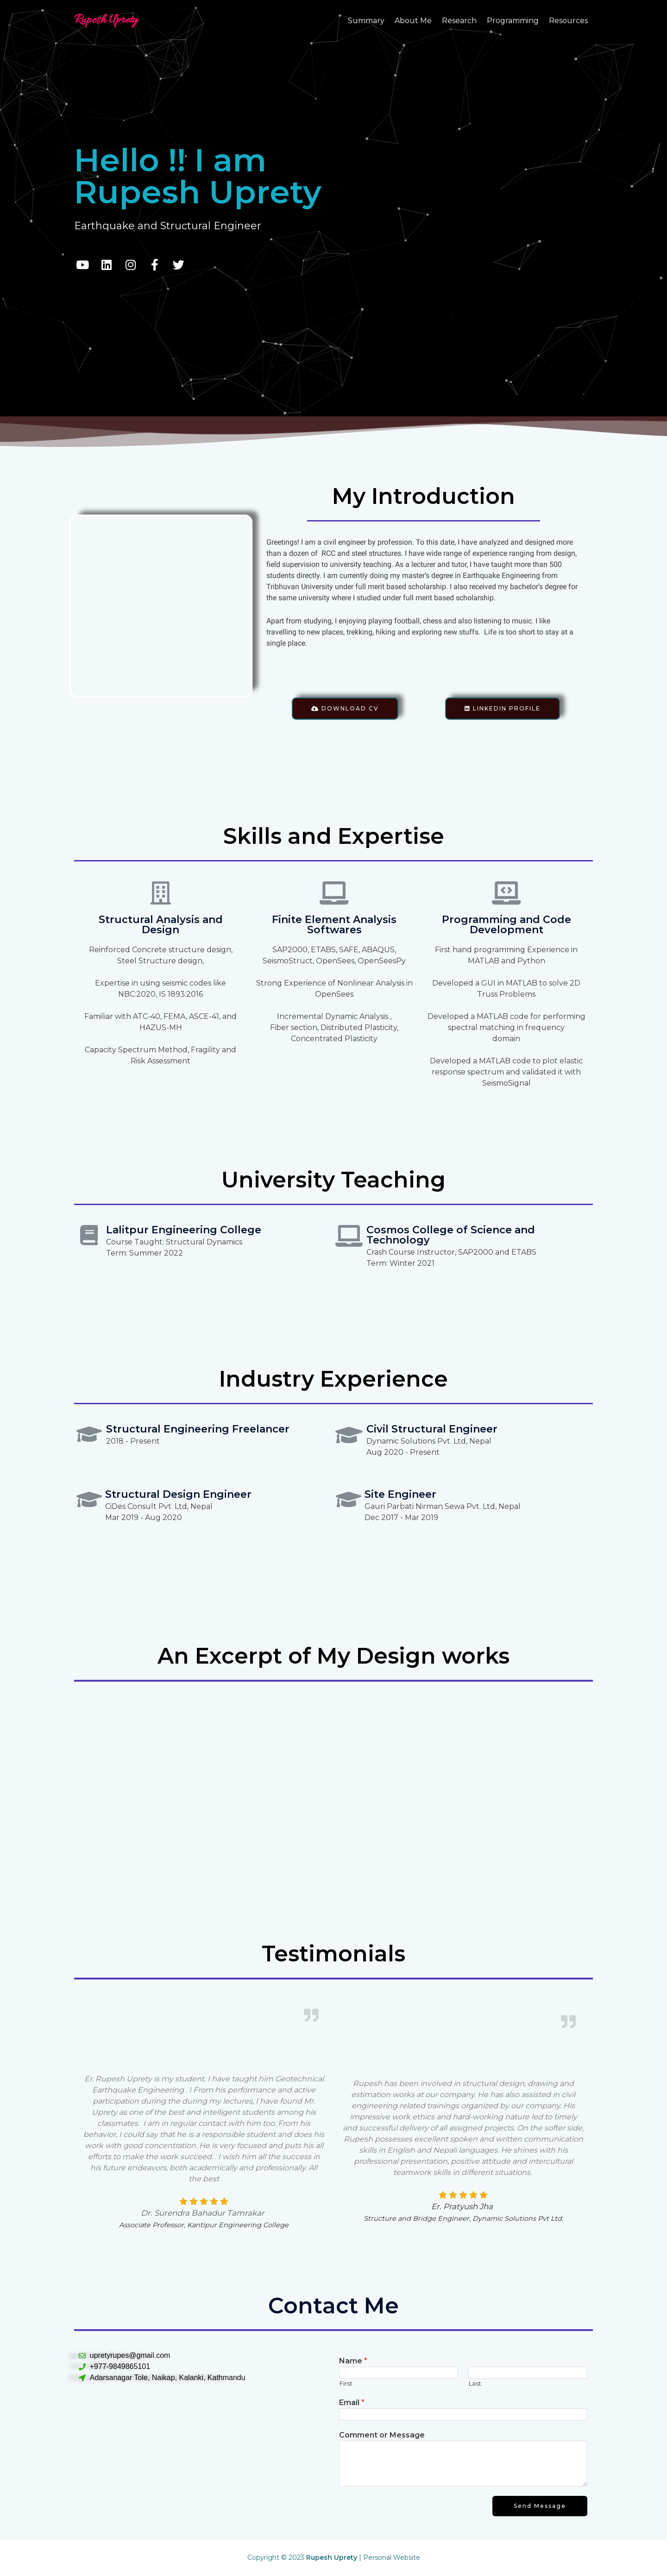 Rupesh Uprety
Summary About Me Research Programming Resources
Hello !! I am
Rupesh Uprety
Earthquake and Structural Engineer
My Introduction
Greetings! I am a civil engineer by profession. To this date, I have analyzed and designed more
than a dozen of  RCC and steel structures. I have wide range of experience ranging from design,
field supervision to university teaching. As a lecturer and tutor, I have taught more than 500
students directly. I am currently doing my master's degree in Earthquake Engineering from
Tribhuvan University under full merit based scholarship. I also received my bachelor's degree for
the same university where I studied under full merit based scholarship.
Apart from studying, I enjoying playing football, chess and also listening to music. I like
travelling to new places, trekking, hiking and exploring new stuffs.  Life is too short to stay at a
single place.
DOWNLOAD CV
LINKEDIN PROFILE
Skills and Expertise
Structural Analysis and
Design
Reinforced Concrete structure design,
Steel Structure design,
Expertise in using seismic codes like
NBC:2020, IS 1893:2016
Familiar with ATC-40, FEMA, ASCE-41, and
HAZUS-MH
Capacity Spectrum Method, Fragility and
Risk Assessment
Finite Element Analysis
Softwares
SAP2000, ETABS, SAFE, ABAQUS,
SeismoStruct, OpenSees, OpenSeesPy
Strong Experience of Nonlinear Analysis in
OpenSees
Incremental Dynamic Analysis ,
Fiber section, Distributed Plasticity,
Concentrated Plasticity
Programming and Code
Development
First hand programming Experience in
MATLAB and Python
Developed a GUI in MATLAB to solve 2D
Truss Problems
Developed a MATLAB code for performing
spectral matching in frequency
domain
Developed a MATLAB code to plot elastic
response spectrum and validated it with
SeismoSignal
University Teaching
Lalitpur Engineering College
Course Taught: Structural Dynamics
Term: Summer 2022
Cosmos College of Science and
Technology
Crash Course Instructor, SAP2000 and ETABS
Term: Winter 2021
Industry Experience
Structural Engineering Freelancer
2018 - Present
Civil Structural Engineer
Dynamic Solutions Pvt. Ltd, Nepal
Aug 2020 - Present
Structural Design Engineer
CiDes Consult Pvt. Ltd, Nepal
Mar 2019 - Aug 2020
Site Engineer
Gauri Parbati Nirman Sewa Pvt. Ltd, Nepal
Dec 2017 - Mar 2019
An Excerpt of My Design works
Testimonials
Er. Rupesh Uprety is my student. I have taught him Geotechnical
Earthquake Engineering . I From his performance and active
participation during the during my lectures, I have found Mr.
Uprety as one of the best and intelligent students among his
classmates.  I am in regular contact with him too. From his
behavior, I could say that he is a responsible student and does his
work with good concentration. He is very focused and puts his all
efforts to make the work succeed. . I wish him all the success in
his future endeavors, both academically and professionally. All
the best
Dr. Surendra Bahadur Tamrakar
Associate Professor, Kantipur Engineering College
Rupesh has been involved in structural design, drawing and
estimation works at our company. He has also assisted in civil
engineering related trainings organized by our company. His
impressive work ethics and hard-working nature led to timely
and successful delivery of all assigned projects. On the softer side,
Rupesh possesses excellent spoken and written communication
skills in English and Nepali languages. He shines with his
professional presentation, positive attitude and intercultural
teamwork skills in different situations.
Er. Pratyush Jha
Structure and Bridge Engineer, Dynamic Solutions Pvt Ltd.
Contact Me
upretyrupes@gmail.com
+977-9849865101
Adarsanagar Tole, Naikap, Kalanki, Kathmandu
Name *
First Last
Email *
Comment or Message
Send Message
Copyright © 2023 Rupesh Uprety | Personal Website